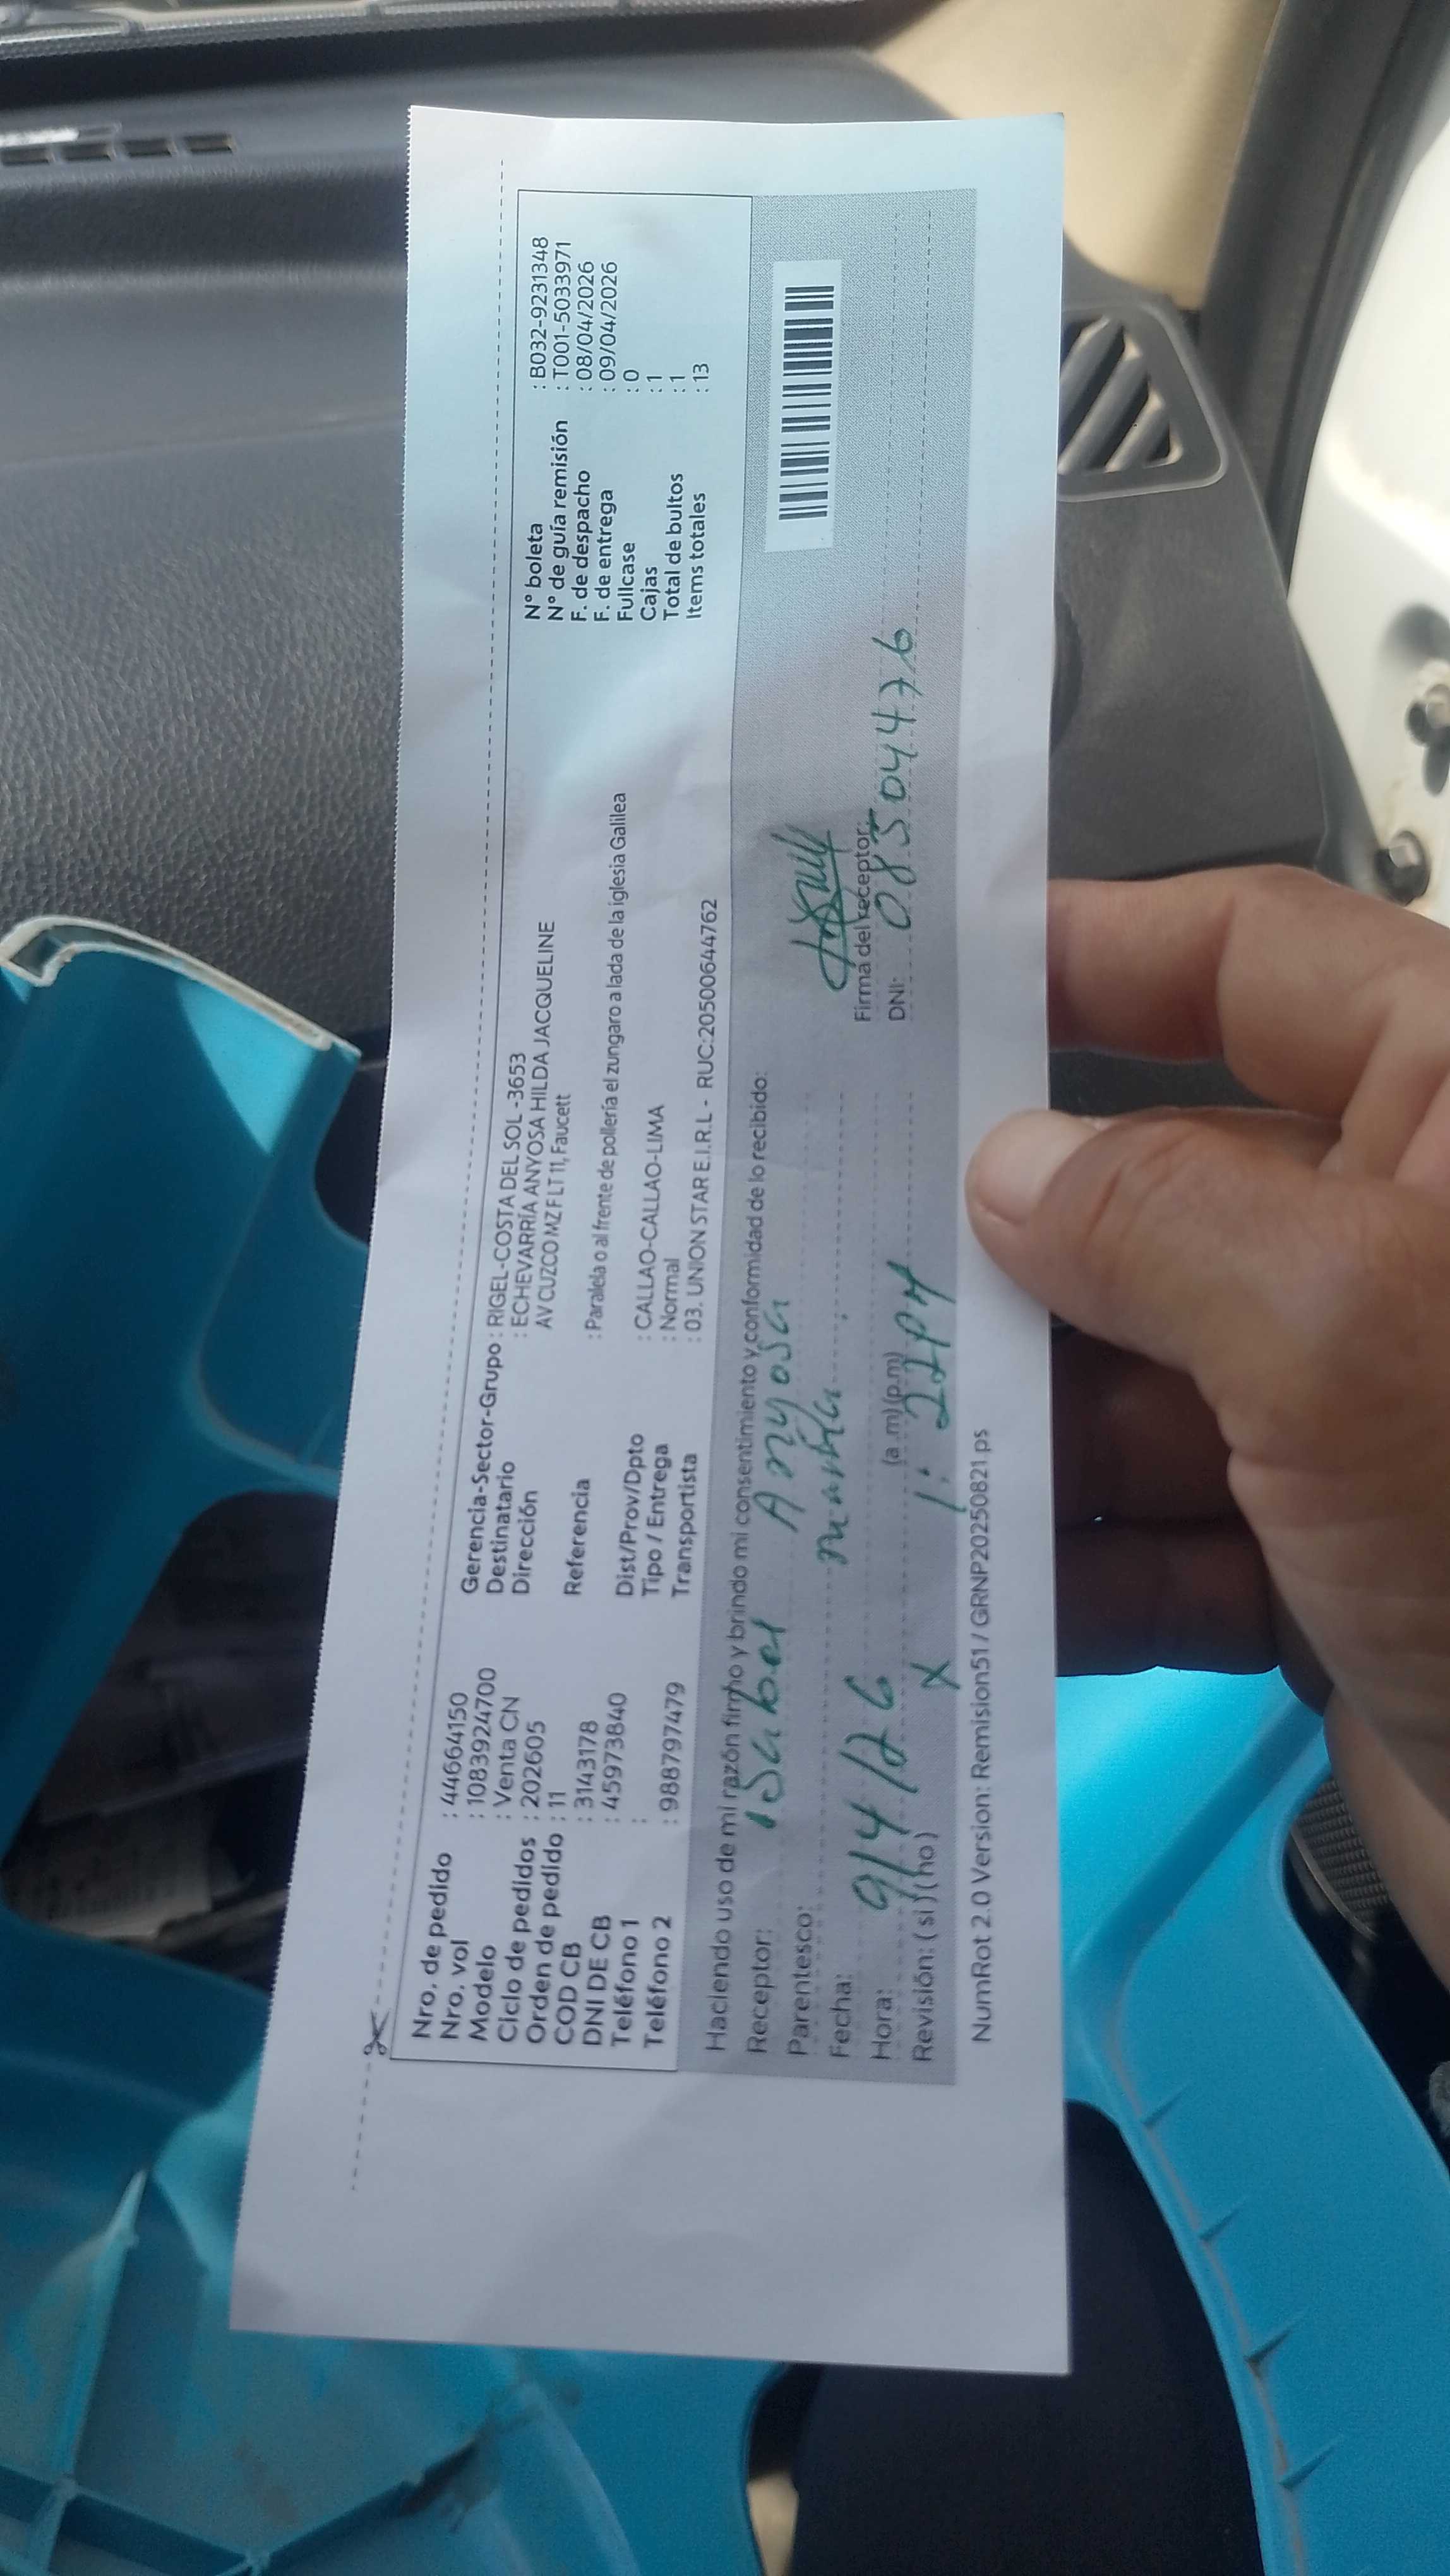 Nro. de pedido : 44664150
Nro. vol : 1083924700
Modelo : Venta CN
Ciclo de pedidos : 202605
Orden de pedido : 11
COD CB : 3143178
DNI DE CB : 45973840
Teléfono 1 :
Teléfono 2 : 988797479
Gerencia-Sector-Grupo : RIGEL-COSTA DEL SOL -3653
Destinatario : ECHEVARRÍA ANYOSA HILDA JACQUELINE
Dirección AV CUZCO MZ F LT 11, Faucett
Referencia : Paralela o al frente de pollería el zungaro a lada de la iglesia Galilea
Dist/Prov/Dpto : CALLAO-CALLAO-LIMA
Tipo / Entrega : Normal
Transportista : 03. UNION STAR E.I.R.L - RUC:20500644762
N° boleta : B032-9231348
N° de guía remisión : T001-5033971
F. de despacho : 08/04/2026
F. de entrega : 09/04/2026
Fullcase : 0
Cajas : 1
Total de bultos : 1
Items totales : 13
Haciendo uso de mi razón firmo y brindo mi consentimiento y conformidad de lo recibido:
Receptor: isabel Anyosa
Parentesco:
Fecha: 9/4/26
Hora: (a .m) (p.m) 1:22PM
Revisión: ( si ) ( no ) X
Firma del receptor:
DNI: 08504476
NumRot 2.0 Version: Remision51 / GRNP20250821.ps